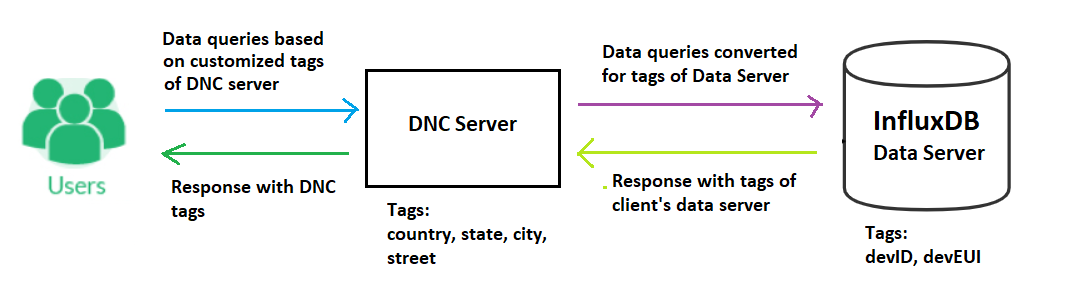 Data queries based
on customized tags
of DNC server
Data queries converted
for tags of Data Server
Users
DNC Server
InfluxDB
Data Server
Response with DNC
tags
Response with tags of
client's data server
Tags:
country, state, city,
street
Tags:
devID, devEUI